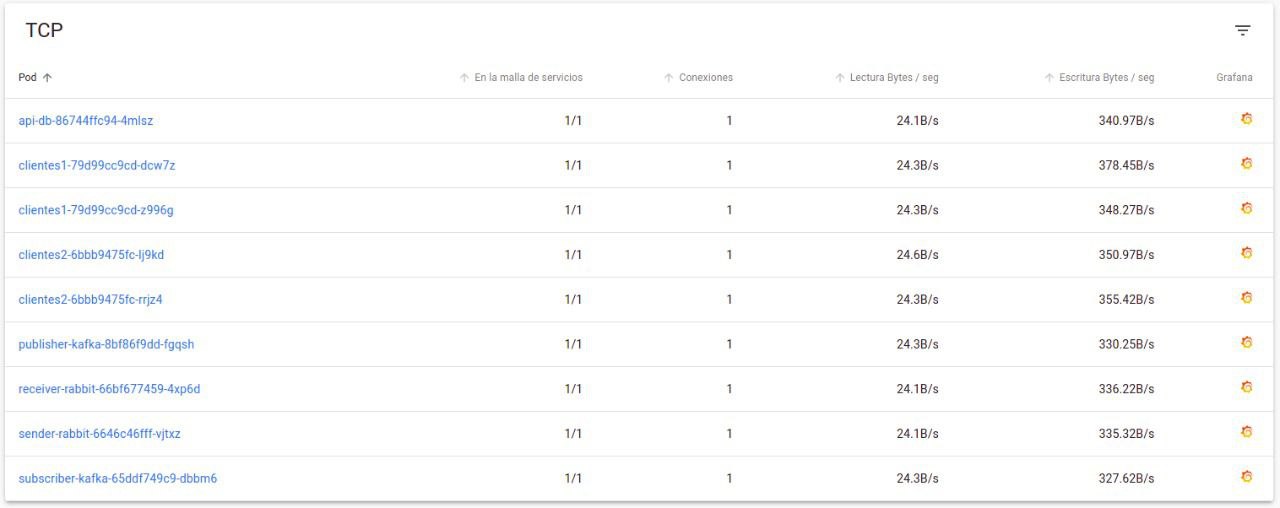 TCP
Pod En la malla de servicios Conexiones Lectura Bytes / seg Escritura Bytes / seg Grafana
api-db-86744ffc94-4mlsz 1/1 1 24.1B/s 340.97B/s
clientes1-79d99cc9cd-dcw7z 1/1 1 24.3B/s 378.45B/s
clientes1-79d99cc9cd-z996g 1/1 1 24.3B/s 348.27B/s
clientes2-6bbb9475fc-lj9kd 1/1 1 24.6B/s 350.97B/s
clientes2-6bbb9475fc-rrjz4 1/1 1 24.3B/s 355.42B/s
publisher-kafka-8bf86f9dd-fgqsh 1/1 1 24.3B/s 330.25B/s
receiver-rabbit-66bf677459-4xp6d 1/1 1 24.1B/s 336.22B/s
sender-rabbit-6646c46fff-vjtxz 1/1 1 24.1B/s 335.32B/s
subscriber-kafka-65ddf749c9-dbbm6 1/1 1 24.3B/s 327.62B/s